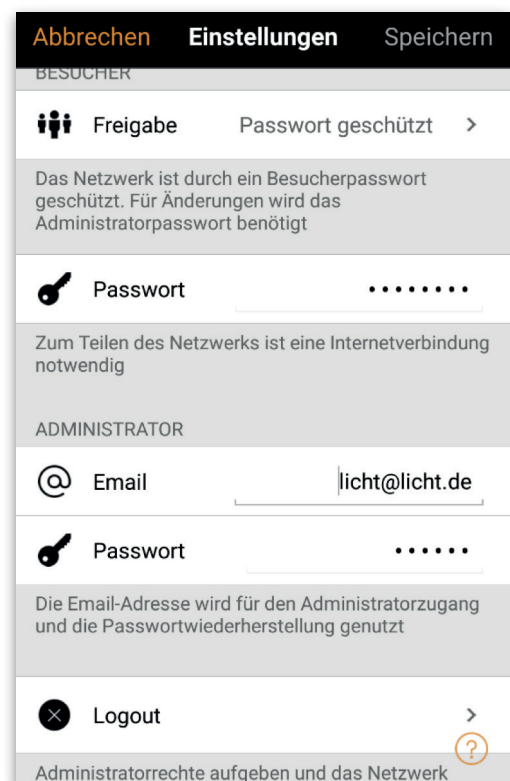 Abbrechen Einstellungen Speichern
BESUCHER
Freigabe Passwort geschützt >
Das Netzwerk ist durch ein Besucherpasswort
geschützt. Für Änderungen wird das
Administratorpasswort benötigt
Passwort ••••••••
Zum Teilen des Netzwerks ist eine Internetverbindung
notwendig
ADMINISTRATOR
Email licht@licht.de
Passwort ••••••
Die Email-Adresse wird für den Administratorzugang
und die Passwortwiederherstellung genutzt
Logout >
?
Administratorrechte aufgeben und das Netzwerk